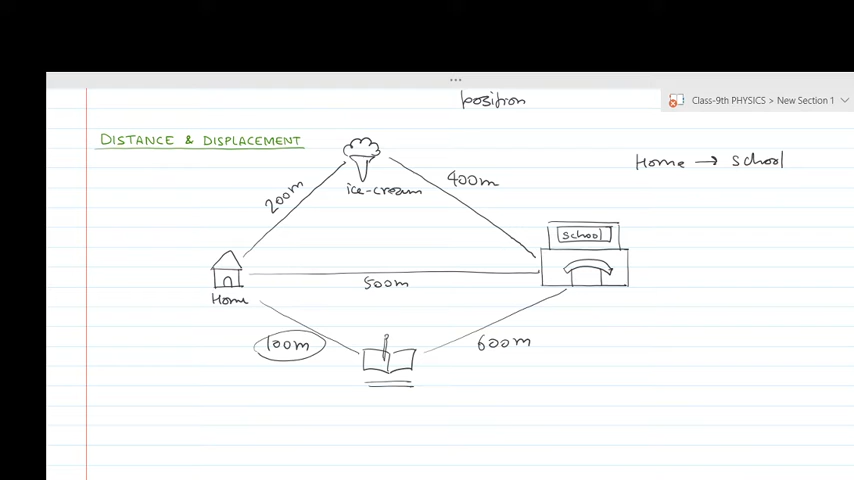 position
Class-9th PHYSICS > New Section 1
DISTANCE & DISPLACEMENT
Home → School
200m
ice-cream
400m
School
500m
Home
100m
600m